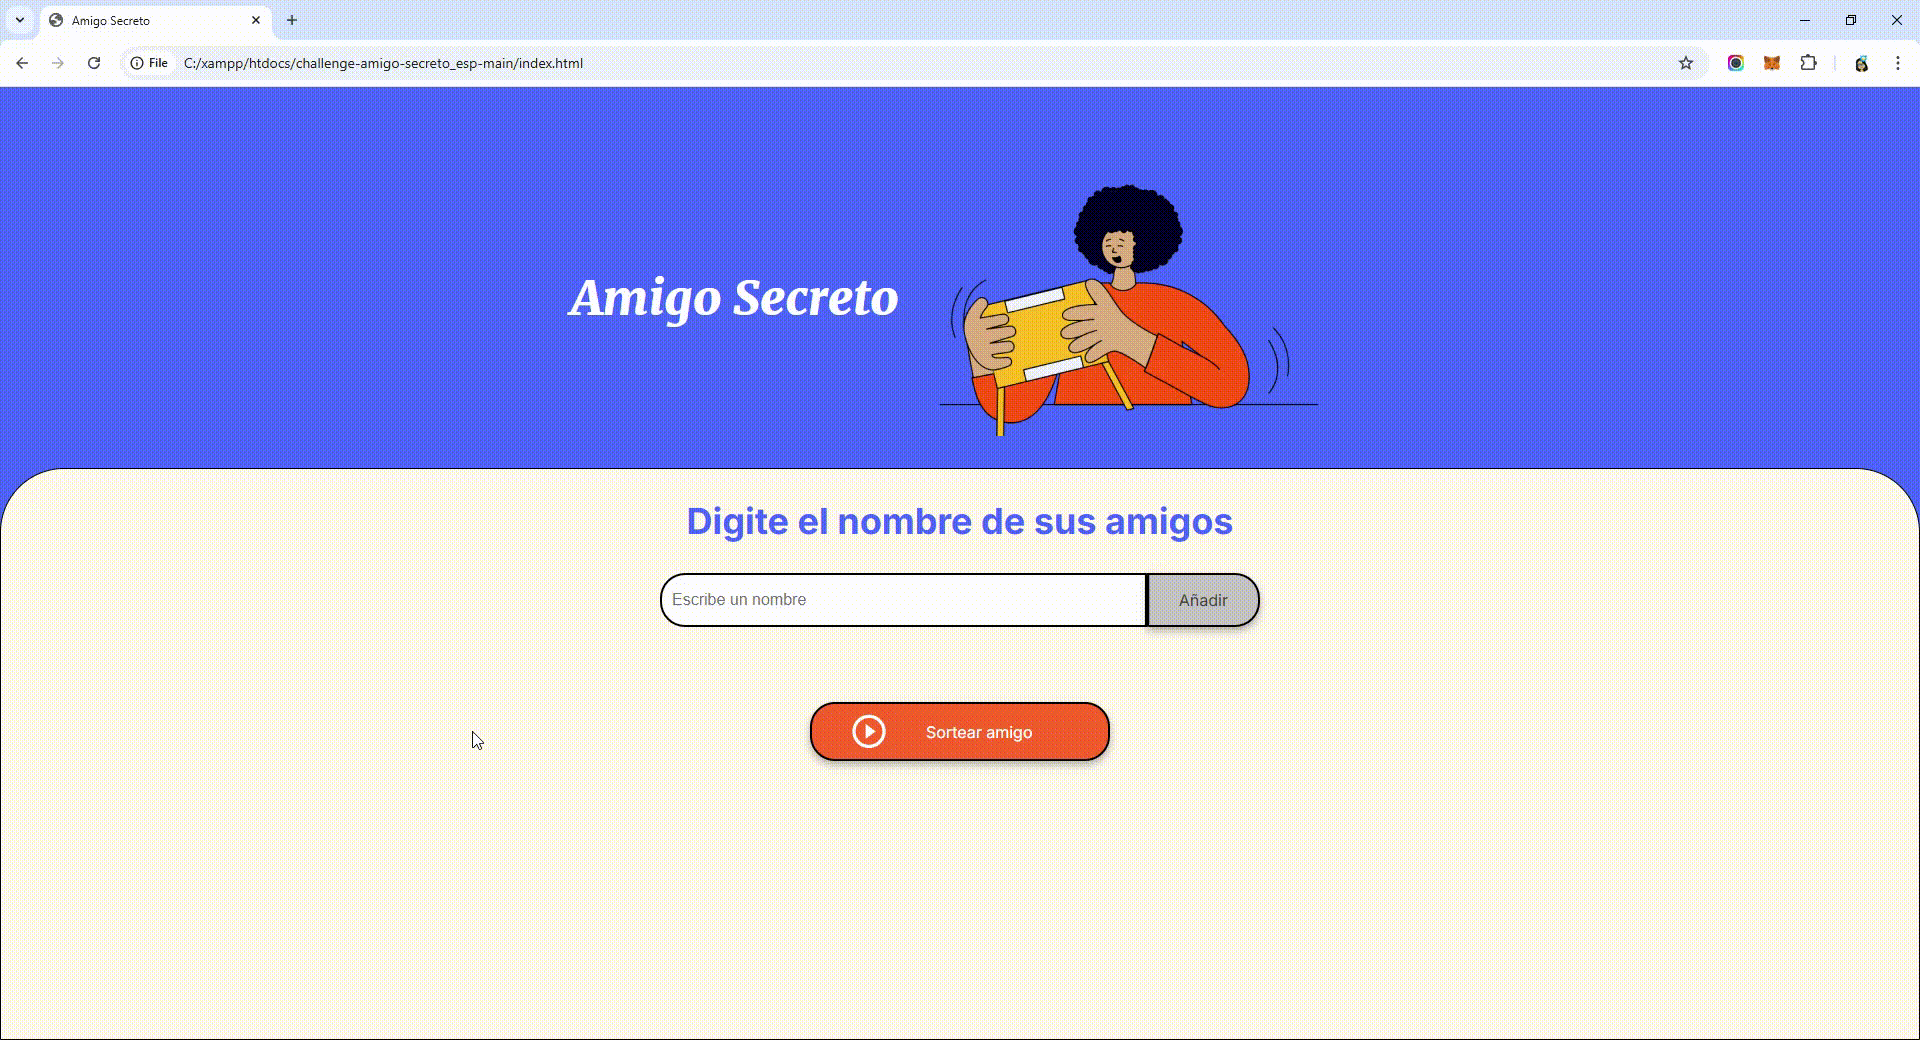 Amigo Secreto
File C:/xampp/htdocs/challenge-amigo-secreto_esp-main/index.html
Amigo Secreto
Digite el nombre de sus amigos
Escribe un nombre
Añadir
Sortear amigo